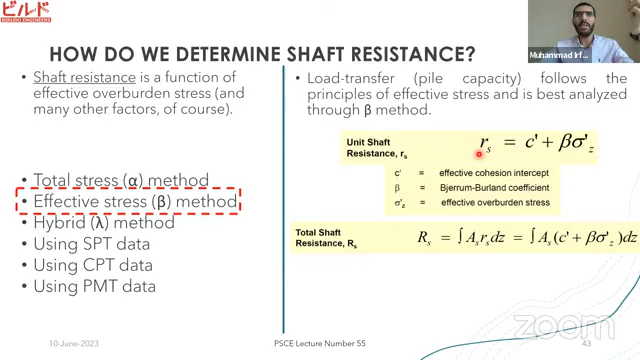 ビルド
BIRUDO ENGINEERS
Muhammad Irf...
HOW DO WE DETERMINE SHAFT RESISTANCE?
• Shaft resistance is a function of
effective overburden stress (and
many other factors, of course).
• Total stress (α) method
• Effective stress (β) method
• Hybrid (λ) method
• Using SPT data
• Using CPT data
• Using PMT data
• Load-transfer (pile capacity) follows the
principles of effective stress and is best analyzed
through β method.
Unit Shaft
Resistance, rs
rs = c' + βσ'z
c' = effective cohesion intercept
β = Bjerrum-Burland coefficient
σ'z = effective overburden stress
Total Shaft
Resistance, Rs
Rs = ∫ As rs dz = ∫ As (c' + βσ'z) dz
zoom
10-June-2023
PSCE Lecture Number 55
43